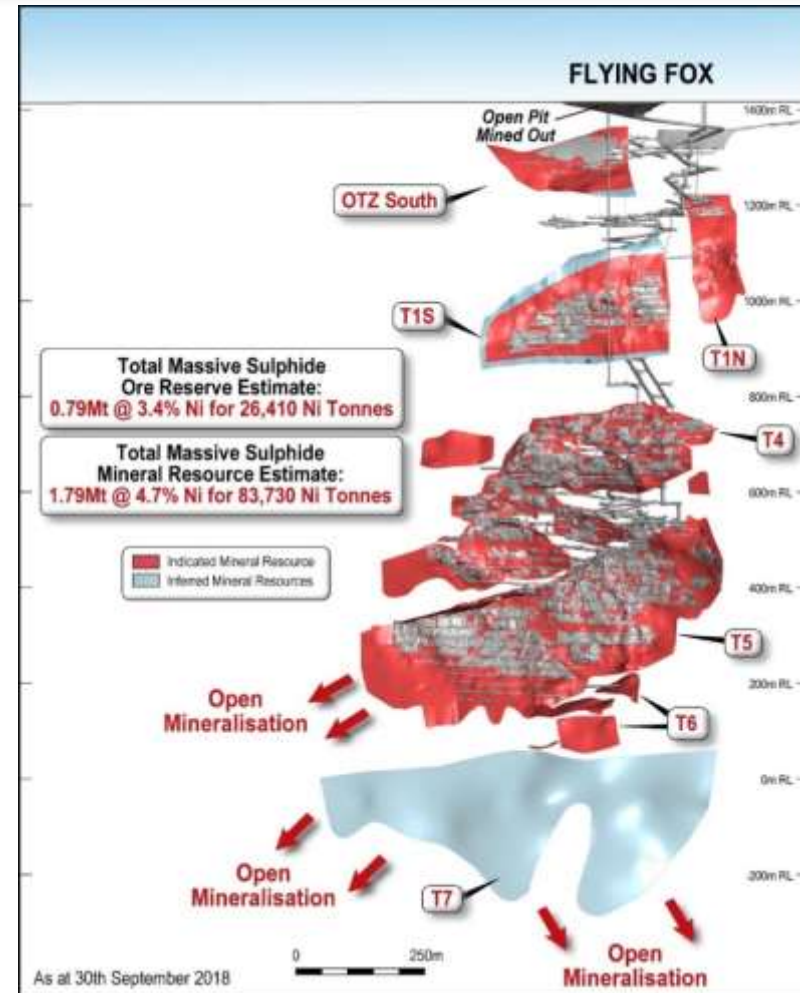 FLYING FOX
Open Pit
Mined Out
1400m RL
OTZ South
1200m RL
T1S
1000m RL
T1N
Total Massive Sulphide
Ore Reserve Estimate:
0.79Mt @ 3.4% Ni for 26,410 Ni Tonnes
800m RL
T4
Total Massive Sulphide
Mineral Resource Estimate:
1.79Mt @ 4.7% Ni for 83,730 Ni Tonnes
600m RL
Indicated Mineral Resource
Inferred Mineral Resources
400m RL
T5
200m RL
Open
Mineralisation
T6
0m RL
Open
Mineralisation
-200m RL
T7
0 250m
Open
Mineralisation
As at 30th September 2018